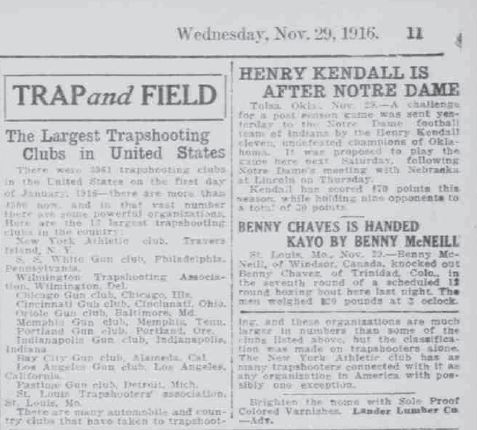 Wednesday, Nov. 29, 1916. 11
TRAP and FIELD
The Largest Trapshooting
Clubs in United States
There were 3961 trapshooting clubs
in the United States on the first day
of January, 1916—there are more than
4500 now, and in that vast number
there are some powerful organizations.
Here are the 17 largest trapshooting
clubs in the country:
New York Athletic club, Travers
Island, N. Y.
S. S. White Gun club, Philadelphia,
Pennsylvania.
Wilmington Trapshooting Associa-
tion, Wilmington, Del.
Chicago Gun club, Chicago, Ills.
Cincinnati Gun club, Cincinnati, Ohio.
Oriole Gun club, Baltimore, Md.
Memphis Gun club, Memphis, Tenn.
Portland Gun club, Portland, Ore.
Indianapolis Gun club, Indianapolis,
Indiana
Bay City Gun club, Alameda, Cal.
Los Angeles Gun club, Los Angeles,
California.
Pastime Gun club, Detroit, Mich.
St. Louis Trapshooters' association,
St. Louis, Mo.
There are many automobile and coun-
try clubs that have taken to trapshoot-
HENRY KENDALL IS
AFTER NOTRE DAME
Tulsa, Okla., Nov. 29.—A challenge
for a post season game was sent yes-
terday to the Notre Dame football
team of Indiana by the Henry Kendall
eleven, undefeated champions of Okla-
homa. It was proposed to play the
game here next Saturday, following
Notre Dame's meeting with Nebraska
at Lincoln on Thursday.
Kendall has scored 570 points this
season, while holding nine opponents to
a total of 30 points.
BENNY CHAVES IS HANDED
KAYO BY BENNY McNEILL
St. Louis, Mo., Nov. 29.—Benny Mc-
Neill, of Windsor, Canada, knocked out
Benny Chaves, of Trinidad, Colo., in
the seventh round of a scheduled 12
round boxing bout here last night. The
men weighed pounds at 3 oclock.
ing, and these organizations are much
larger in numbers than some of the
clubs listed above, but the classifica-
tion was made on trapshooters alone.
The New York Athletic club has as
many trapshooters connected with it as
any organization in America with pos-
sibly one exception.
Brighten the home with Sole Proof
Colored Varnishes. Lander Lumber Co.
—Adv.